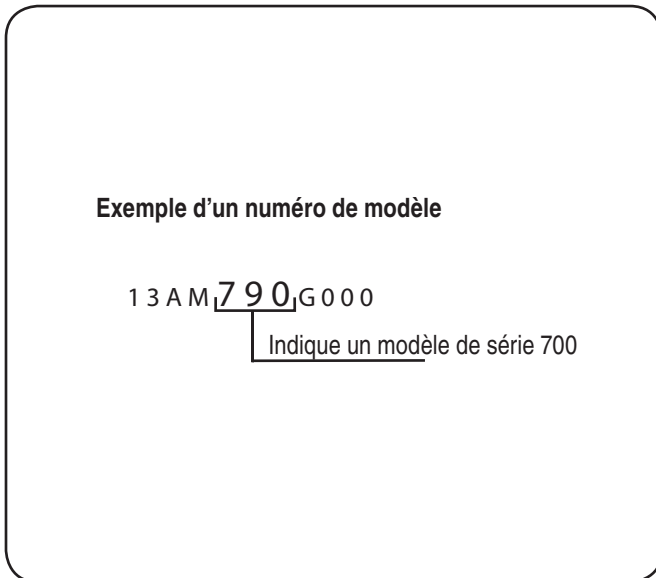 Exemple d’un numéro de modèle
13AM790G000
Indique un modèle de série 700